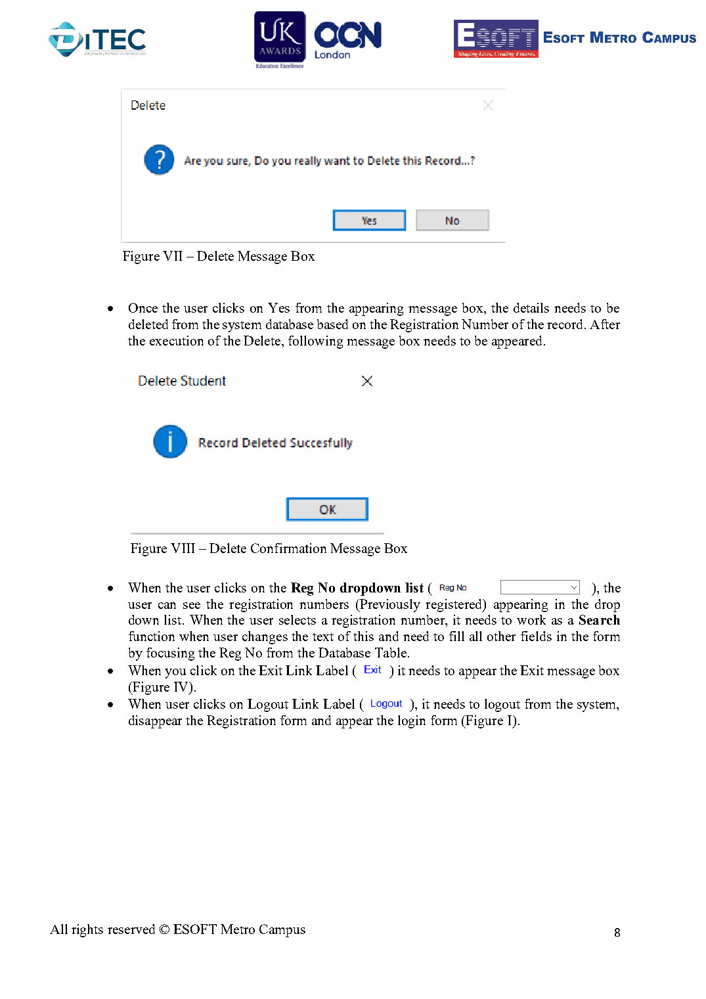 DiTEC
DIPLOMA IN INFORMATION TECHNOLOGY
UK
AWARDS
Education Excellence
OCN
London
ESOFT
Shaping Lives, Creating Futures.
ESOFT METRO CAMPUS
Delete
Are you sure, Do you really want to Delete this Record...?
Yes No
Figure VII – Delete Message Box
• Once the user clicks on Yes from the appearing message box, the details needs to be
deleted from the system database based on the Registration Number of the record. After
the execution of the Delete, following message box needs to be appeared.
Delete Student
Record Deleted Succesfully
OK
Figure VIII – Delete Confirmation Message Box
• When the user clicks on the Reg No dropdown list ( Reg No ), the
user can see the registration numbers (Previously registered) appearing in the drop
down list. When the user selects a registration number, it needs to work as a Search
function when user changes the text of this and need to fill all other fields in the form
by focusing the Reg No from the Database Table.
• When you click on the Exit Link Label ( Exit ) it needs to appear the Exit message box
(Figure IV).
• When user clicks on Logout Link Label ( Logout ), it needs to logout from the system,
disappear the Registration form and appear the login form (Figure I).
All rights reserved © ESOFT Metro Campus 8